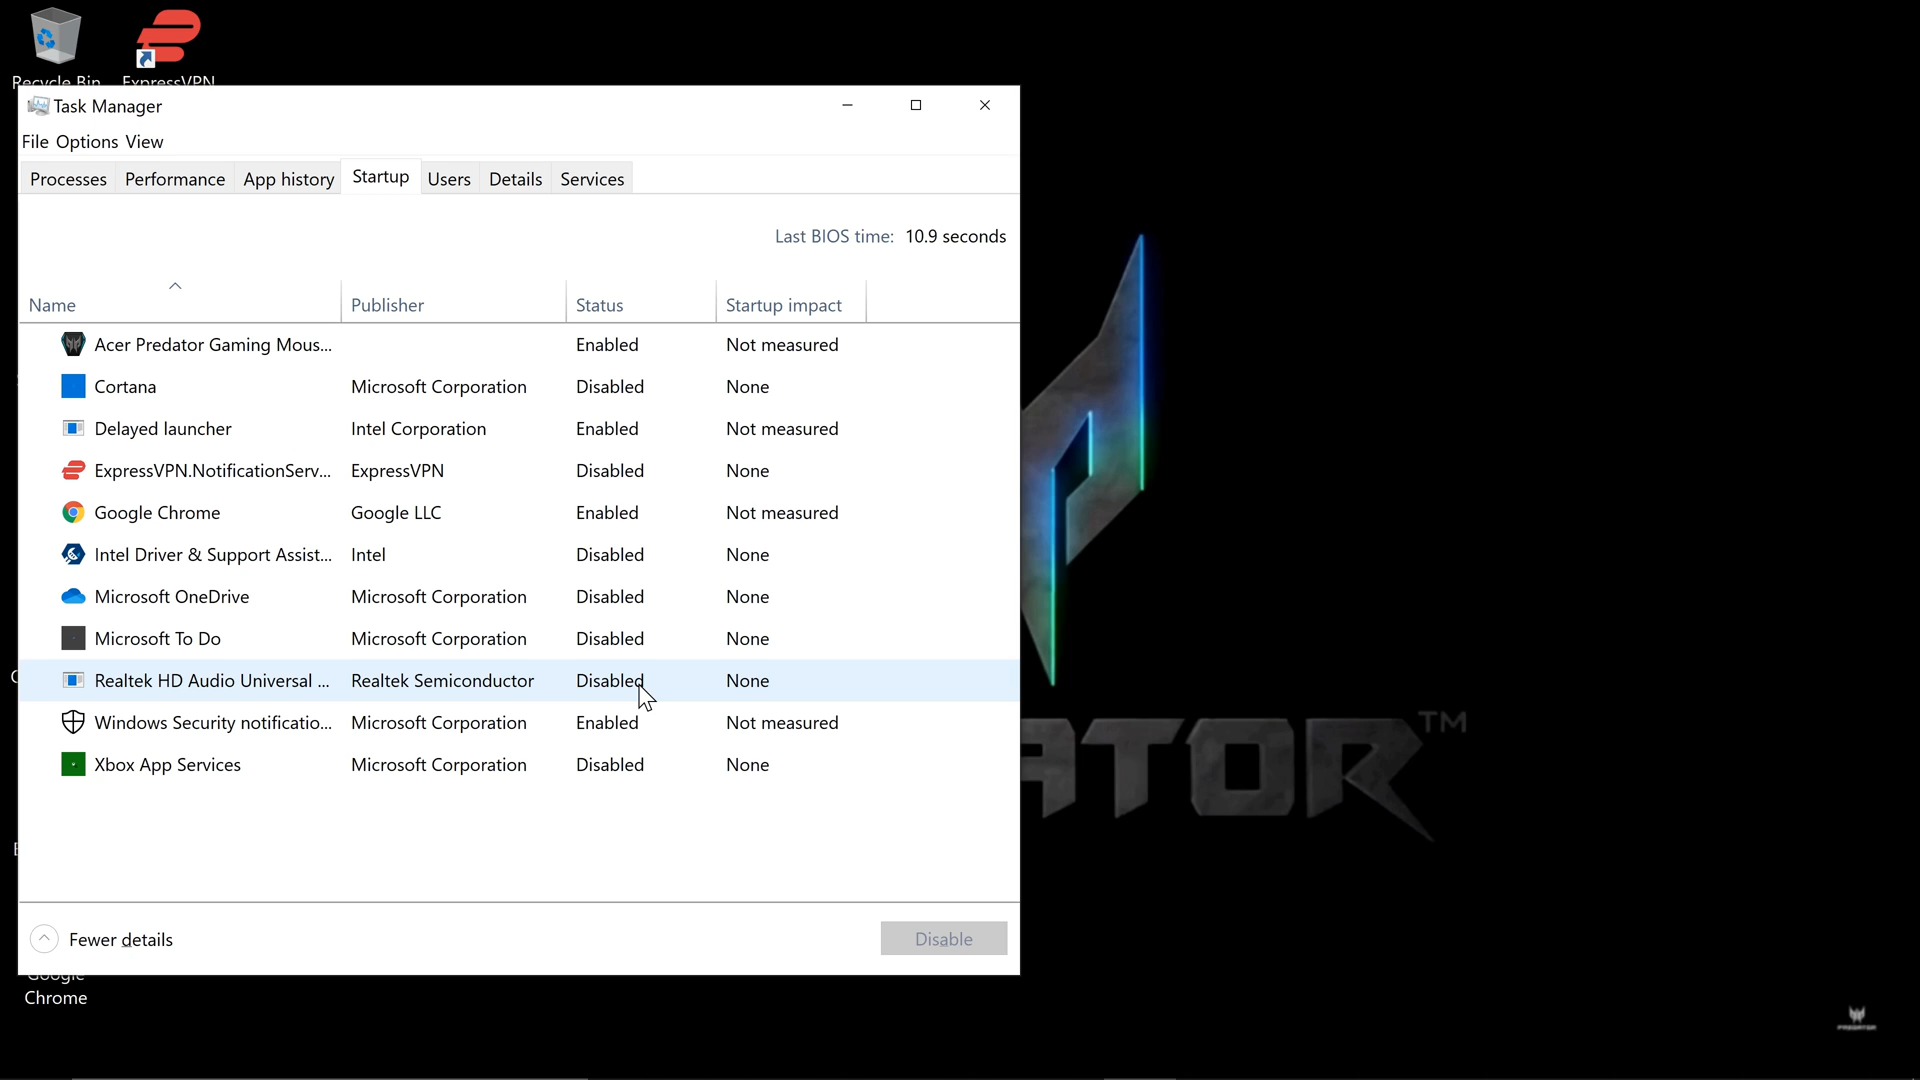 Recycle Bin ExpressVPN
Task Manager
File Options View
Processes Performance App history Startup Users Details Services
Last BIOS time: 10.9 seconds
Name Publisher Status Startup impact
Acer Predator Gaming Mous... Enabled Not measured
Cortana Microsoft Corporation Disabled None
Delayed launcher Intel Corporation Enabled Not measured
ExpressVPN.NotificationServ... ExpressVPN Disabled None
Google Chrome Google LLC Enabled Not measured
Intel Driver & Support Assist... Intel Disabled None
Microsoft OneDrive Microsoft Corporation Disabled None
Microsoft To Do Microsoft Corporation Disabled None
Realtek HD Audio Universal ... Realtek Semiconductor Disabled None
Windows Security notificatio... Microsoft Corporation Enabled Not measured
Xbox App Services Microsoft Corporation Disabled None
Fewer details Disable
Google
Chrome
ATOR™
PREDATOR